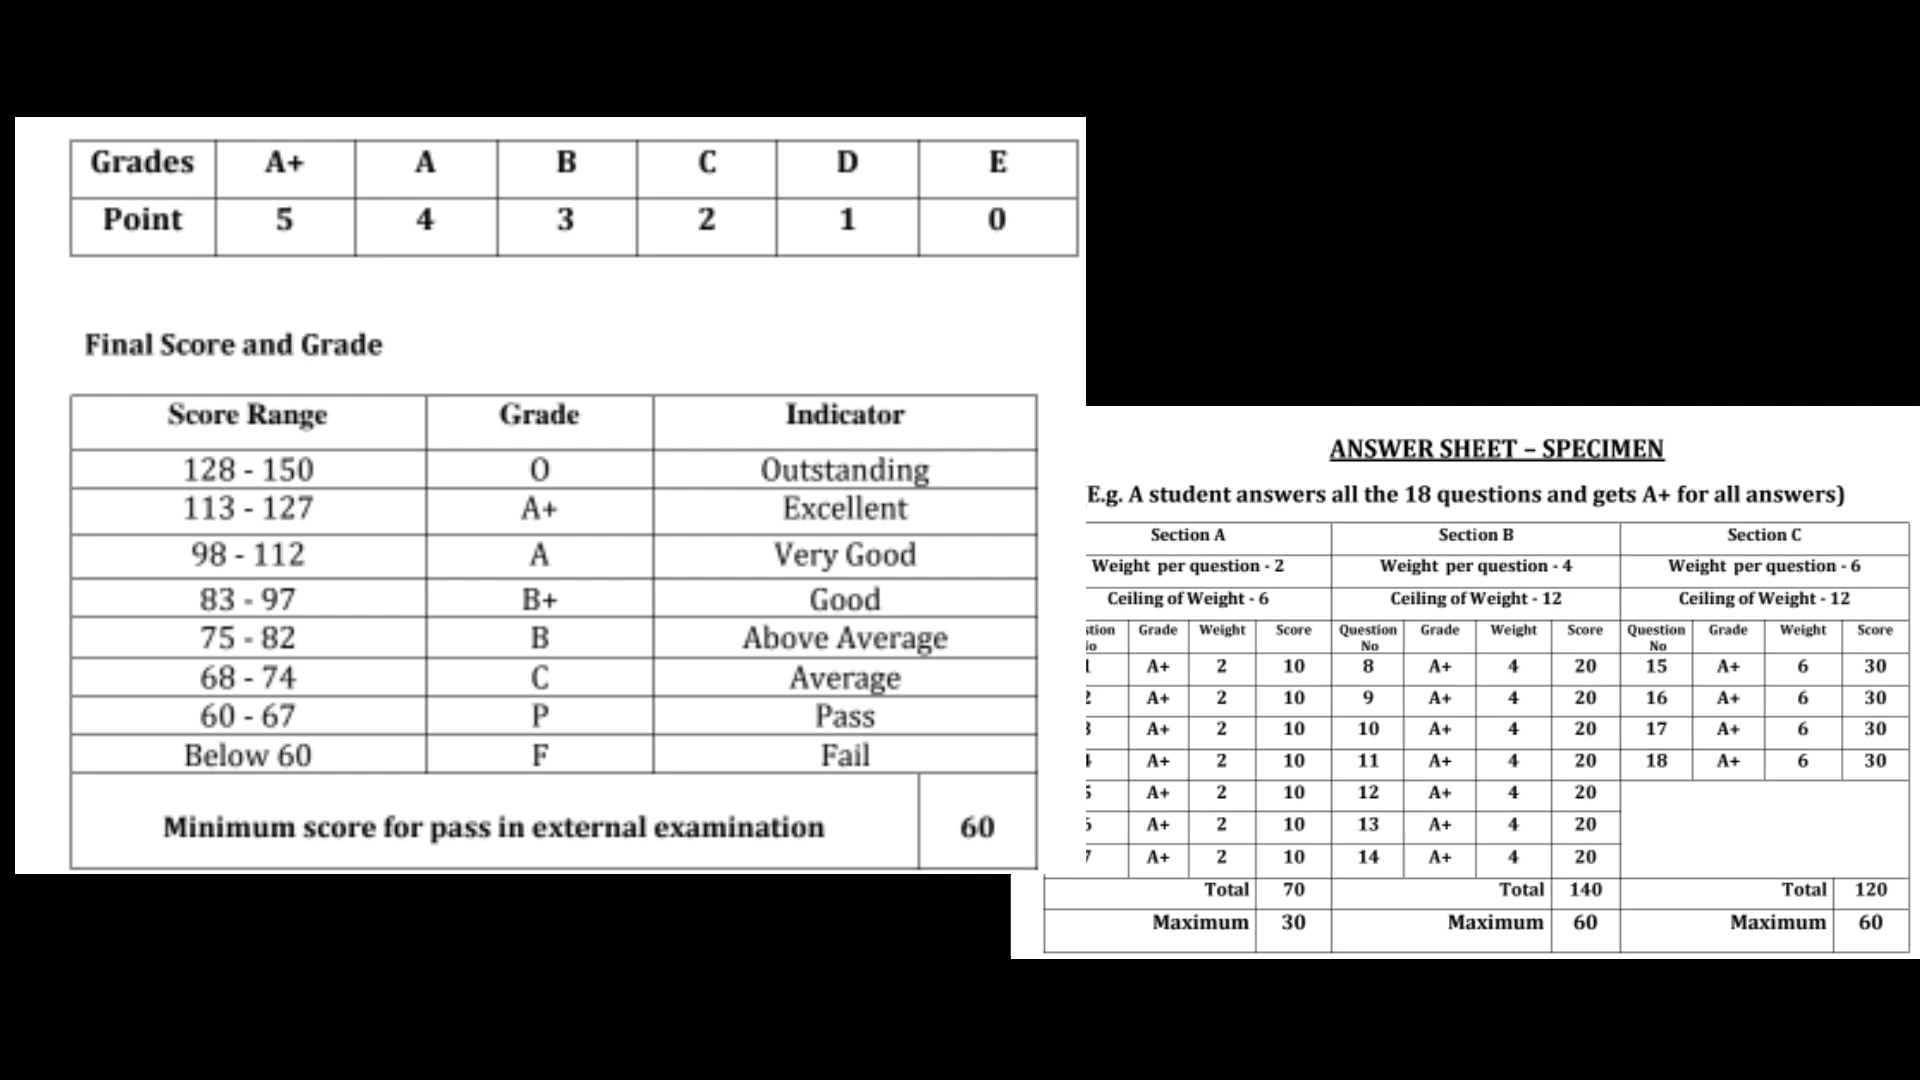 Grades A+ A B C D E
Point 5 4 3 2 1 0
Final Score and Grade
Score Range Grade Indicator
128 - 150 O Outstanding
113 - 127 A+ Excellent
98 - 112 A Very Good
83 - 97 B+ Good
75 - 82 B Above Average
68 - 74 C Average
60 - 67 P Pass
Below 60 F Fail
Minimum score for pass in external examination 60
ANSWER SHEET – SPECIMEN
E.g. A student answers all the 18 questions and gets A+ for all answers)
Section A Section B Section C
Weight per question - 2 Weight per question - 4 Weight per question - 6
Ceiling of Weight - 6 Ceiling of Weight - 12 Ceiling of Weight - 12
Grade Weight Score Question No Grade Weight Score Question No Grade Weight Score
A+ 2 10 8 A+ 4 20 15 A+ 6 30
A+ 2 10 9 A+ 4 20 16 A+ 6 30
A+ 2 10 10 A+ 4 20 17 A+ 6 30
A+ 2 10 11 A+ 4 20 18 A+ 6 30
A+ 2 10 12 A+ 4 20
A+ 2 10 13 A+ 4 20
7 A+ 2 10 14 A+ 4 20
Total 70 Total 140 Total 120
Maximum 30 Maximum 60 Maximum 60